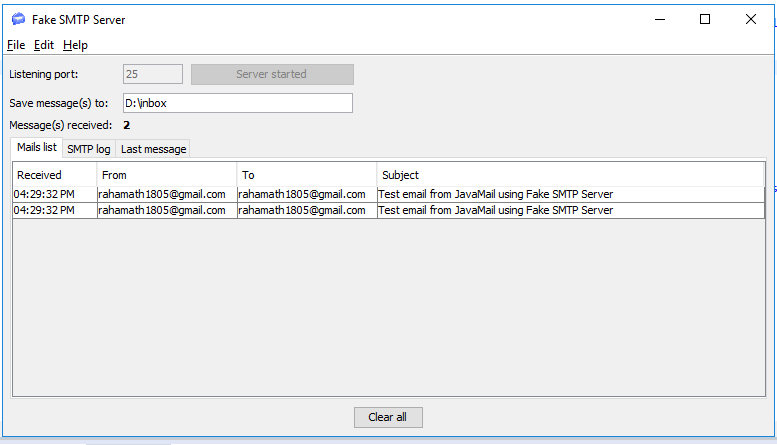 Fake SMTP Server
File Edit Help
Listening port: 25 Server started
Save message(s) to: D:\inbox
Message(s) received: 2
Mails list SMTP log Last message
Received From To Subject
04:29:32 PM rahamath1805@gmail.com rahamath1805@gmail.com Test email from JavaMail using Fake SMTP Server
04:29:32 PM rahamath1805@gmail.com rahamath1805@gmail.com Test email from JavaMail using Fake SMTP Server
Clear all